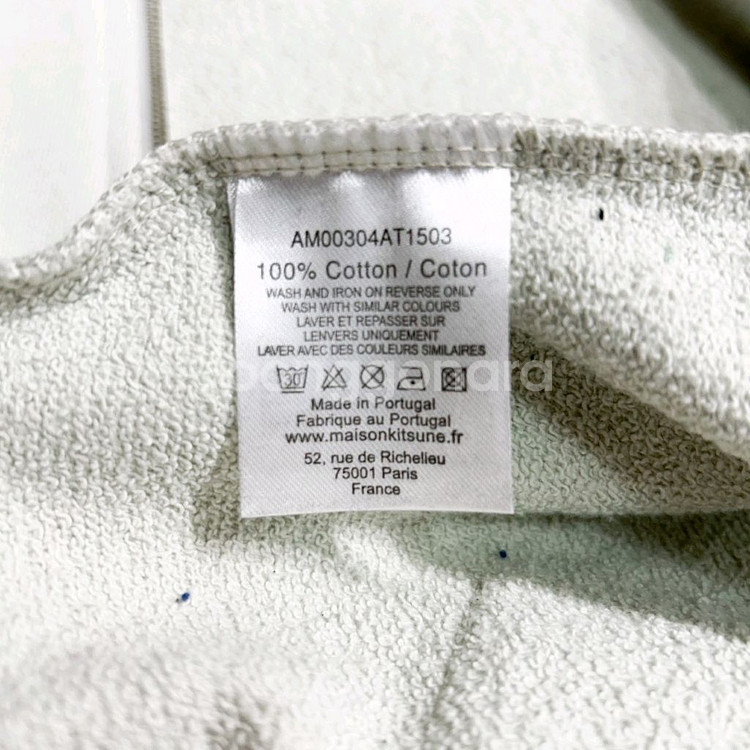 AM00304AT1503
100% Cotton / Coton
WASH AND IRON ON REVERSE ONLY
WASH WITH SIMILAR COLOURS
LAVER ET REPASSER SUR
LENVERS UNIQUEMENT
LAVER AVEC DES COULEURS SIMILAIRES
30°
Made in Portugal
Fabrique au Portugal
www.maisonkitsune.fr
52, rue de Richelieu
75001 Paris
France